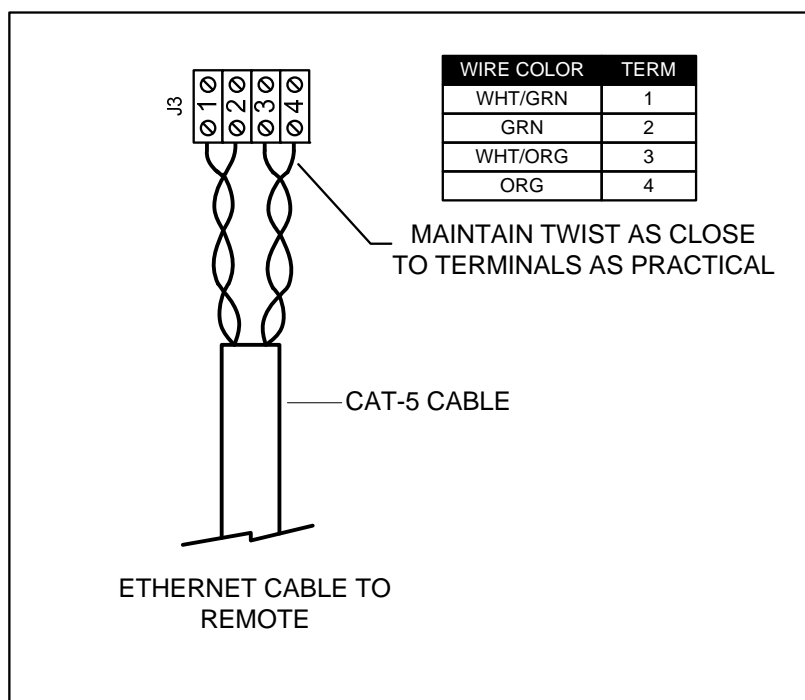 J3
1 2 3 4
WIRE COLOR TERM
WHT/GRN 1
GRN 2
WHT/ORG 3
ORG 4
MAINTAIN TWIST AS CLOSE
TO TERMINALS AS PRACTICAL
CAT-5 CABLE
ETHERNET CABLE TO
REMOTE